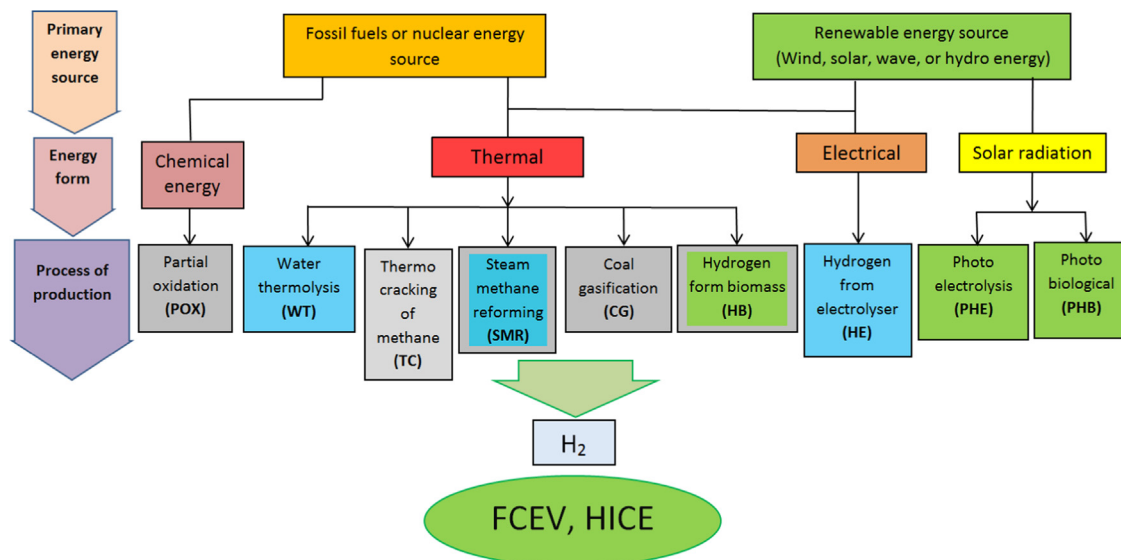 Primary
energy
source
Fossil fuels or nuclear energy
source
Renewable energy source
(Wind, solar, wave, or hydro energy)
Energy
form
Chemical
energy
Thermal
Electrical
Solar radiation
Process of
production
Partial
oxidation
(POX)
Water
thermolysis
(WT)
Thermo
cracking
of
methane
(TC)
Steam
methane
reforming
(SMR)
Coal
gasification
(CG)
Hydrogen
form biomass
(HB)
Hydrogen
from
electrolyser
(HE)
Photo
electrolysis
(PHE)
Photo
biological
(PHB)
H₂
FCEV, HICE